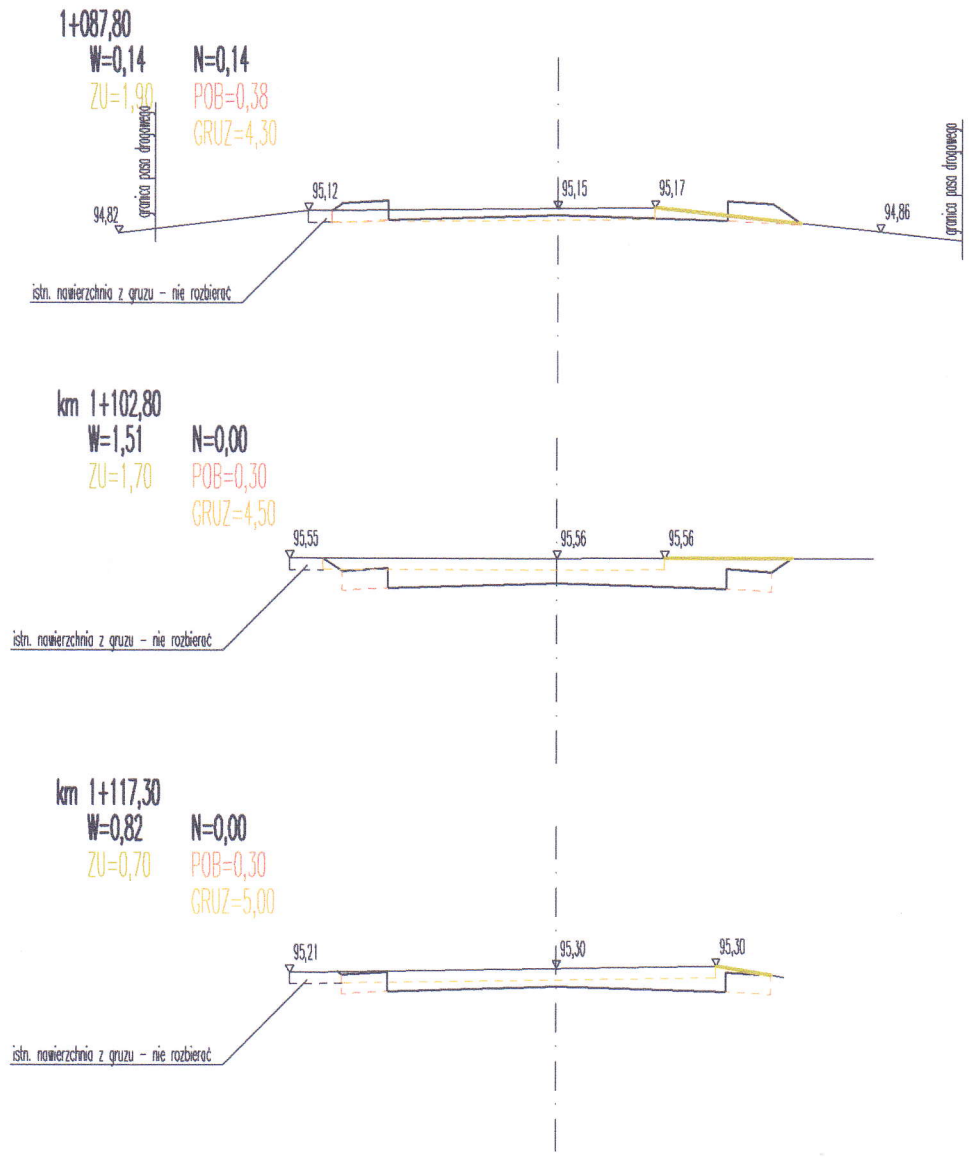 1+087,80
W=0,14 N=0,14
ZU=1,90 POB=0,38
GRUZ=4,30
granica pasa drogowego
granica pasa drogowego
94,82
95,12
95,15
95,17
94,86
istn. nawierzchnia z gruzu - nie rozbierać
km 1+102,80
W=1,51 N=0,00
ZU=1,70 POB=0,30
GRUZ=4,50
95,55
95,56
95,56
istn. nawierzchnia z gruzu - nie rozbierać
km 1+117,30
W=0,82 N=0,00
ZU=0,70 POB=0,30
GRUZ=5,00
95,21
95,30
95,30
istn. nawierzchnia z gruzu - nie rozbierać